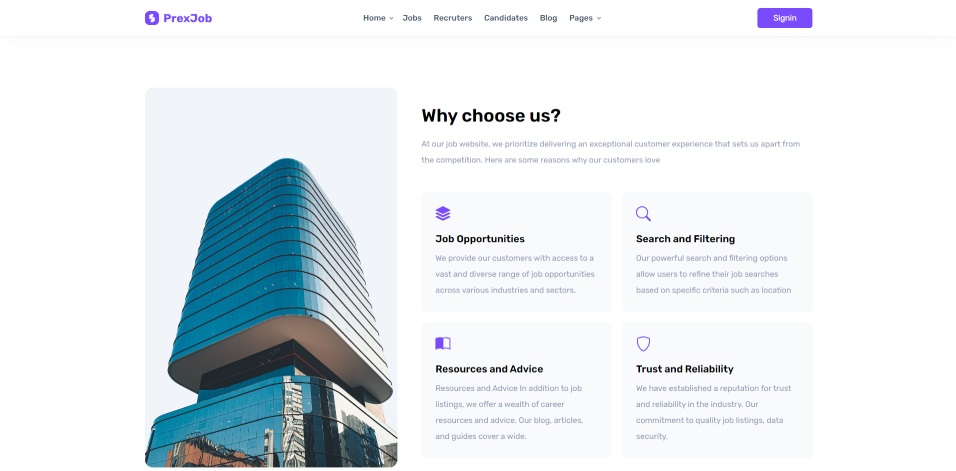 PrexJob
Home Jobs Recruters Candidates Blog Pages
Signin
Why choose us?
At our job website, we prioritize delivering an exceptional customer experience that sets us apart from
the competition. Here are some reasons why our customers love
Job Opportunities
We provide our customers with access to a
vast and diverse range of job opportunities
across various industries and sectors.
Search and Filtering
Our powerful search and filtering options
allow users to refine their job searches
based on specific criteria such as location
Resources and Advice
Resources and Advice In addition to job
listings, we offer a wealth of career
resources and advice. Our blog, articles,
and guides cover a wide.
Trust and Reliability
We have established a reputation for trust
and reliability in the industry. Our
commitment to quality job listings, data
security.